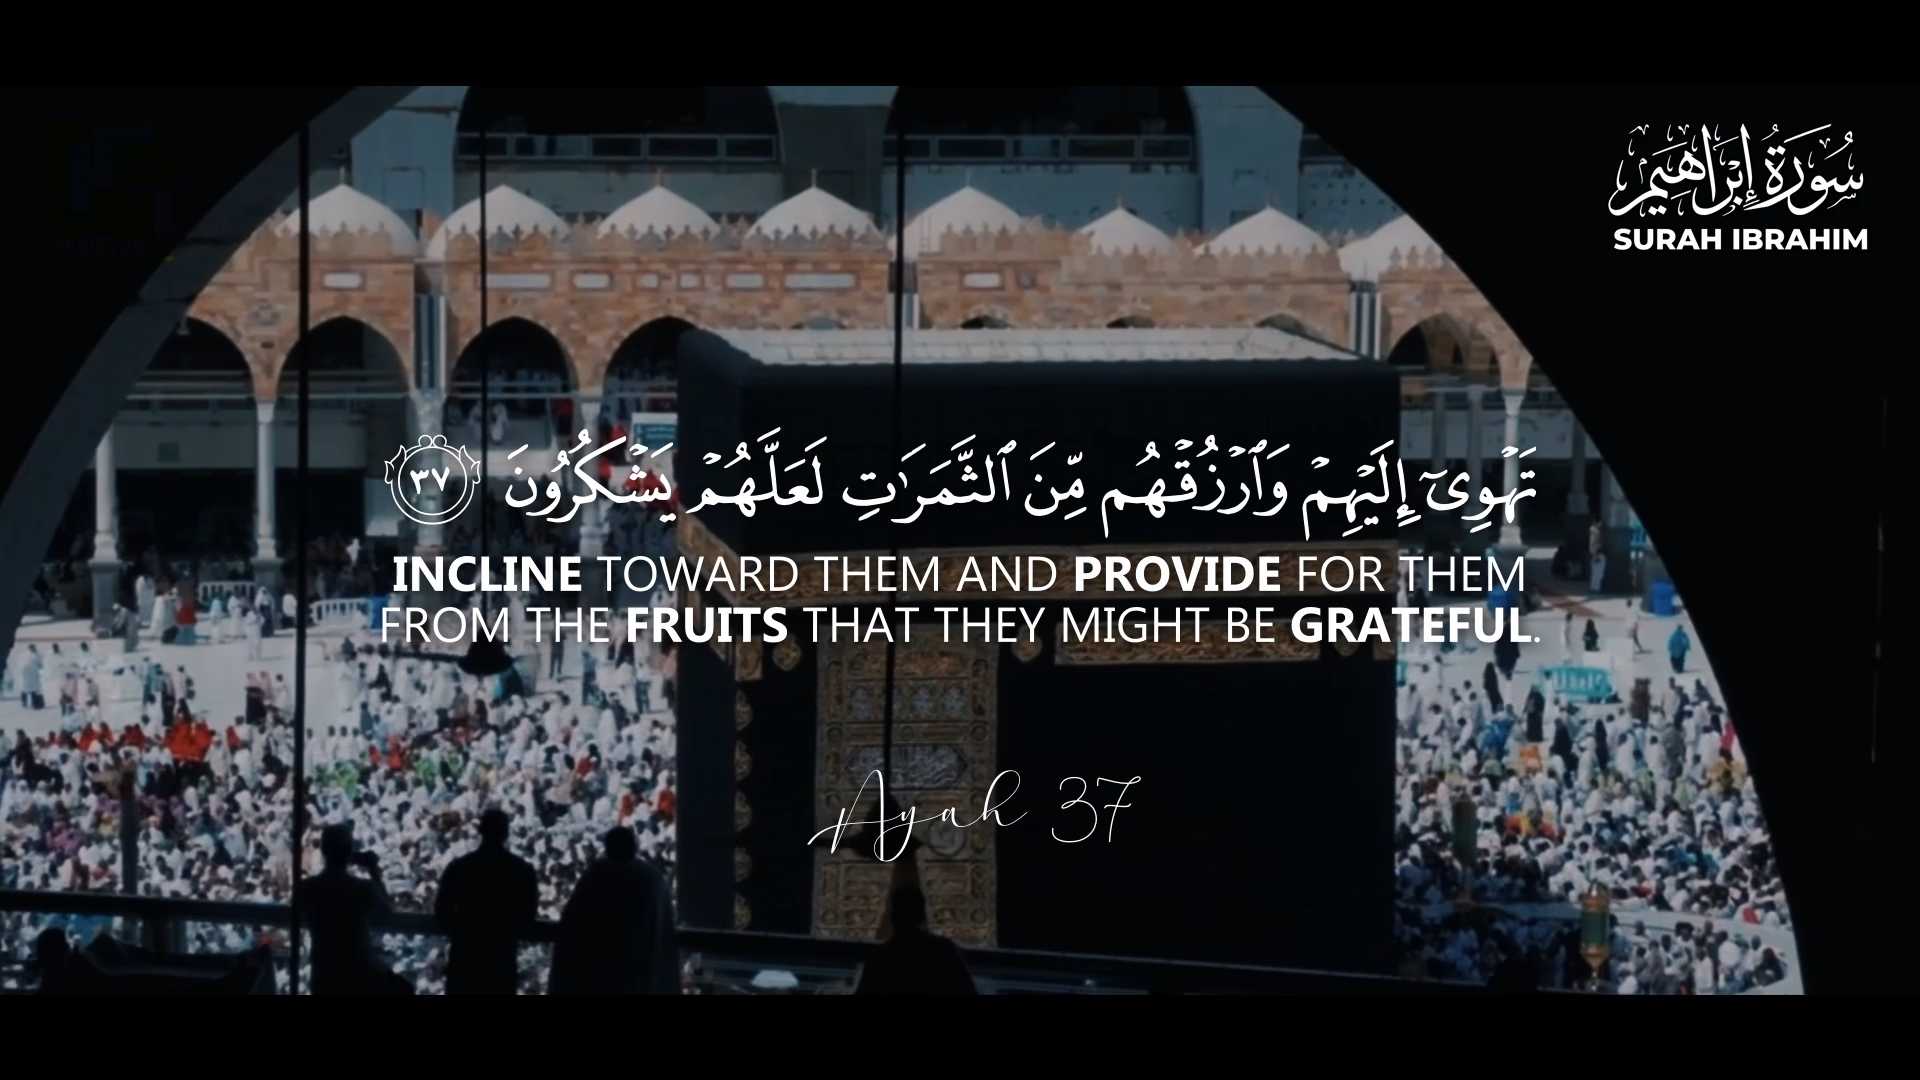 سُورَةُ إِبْرَاهِيم
SURAH IBRAHIM
تَهْوِىٓ إِلَيْهِمْ وَٱرْزُقْهُم مِّنَ ٱلثَّمَرَٰتِ لَعَلَّهُمْ يَشْكُرُونَ ٣٧
INCLINE TOWARD THEM AND PROVIDE FOR THEM
FROM THE FRUITS THAT THEY MIGHT BE GRATEFUL.
Ayah 37